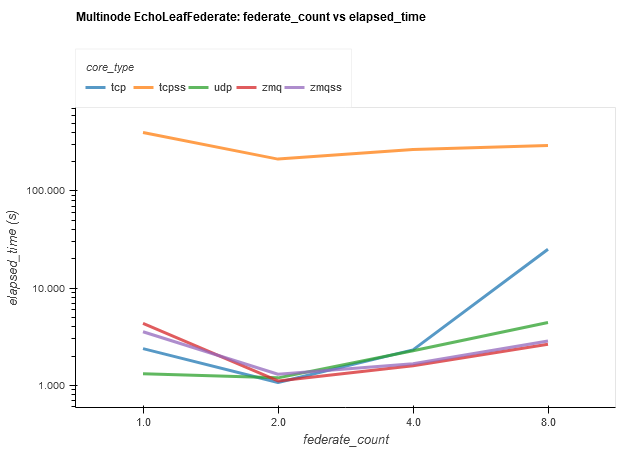 Multinode EchoLeafFederate: federate_count vs elapsed_time
core_type
tcp tcpss udp zmq zmqss
elapsed_time (s)
100.000
10.000
1.000
1.0 2.0 4.0 8.0
federate_count